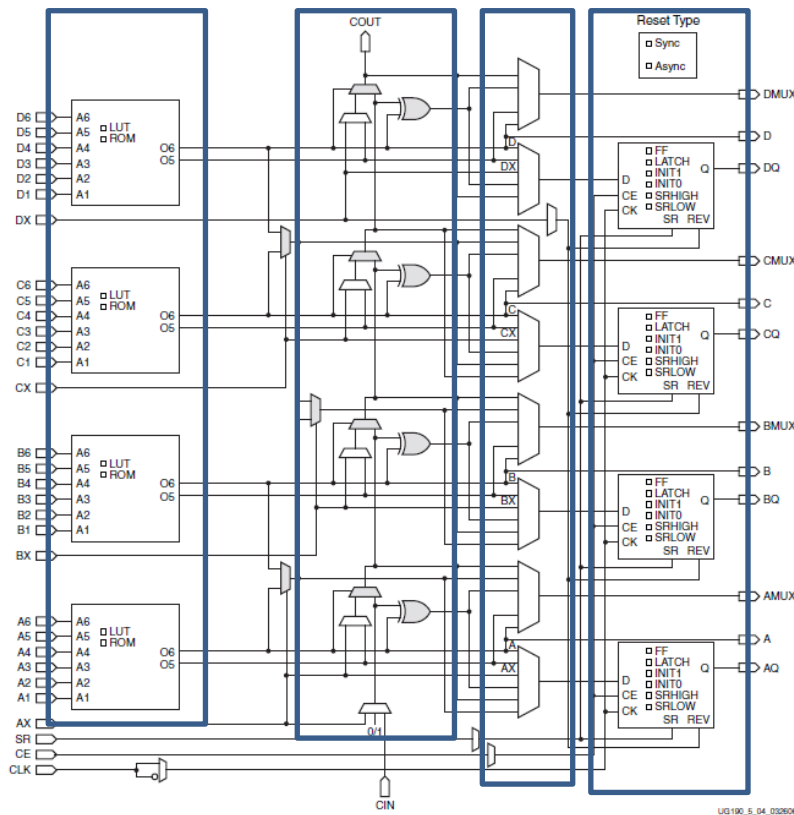 COUT
Reset Type
Sync
Async
DMUX
D6 A6
D5 A5
D4 A4
D3 A3
D2 A2
D1 A1
LUT
ROM
O6
O5
DX
D
DX
D
FF
LATCH
INIT1
INIT0
SRHIGH
SRLOW
D
CE
CK
Q
SR REV
DQ
CMUX
C6 A6
C5 A5
C4 A4
C3 A3
C2 A2
C1 A1
LUT
ROM
O6
O5
CX
C
CX
C
FF
LATCH
INIT1
INIT0
SRHIGH
SRLOW
D
CE
CK
Q
SR REV
CQ
BMUX
B6 A6
B5 A5
B4 A4
B3 A3
B2 A2
B1 A1
LUT
ROM
O6
O5
BX
B
BX
B
FF
LATCH
INIT1
INIT0
SRHIGH
SRLOW
D
CE
CK
Q
SR REV
BQ
AMUX
A6 A6
A5 A5
A4 A4
A3 A3
A2 A2
A1 A1
LUT
ROM
O6
O5
AX
A
AX
A
FF
LATCH
INIT1
INIT0
SRHIGH
SRLOW
D
CE
CK
Q
SR REV
AQ
0/1
SR
CE
CLK
CIN
UG190_5_04_032606